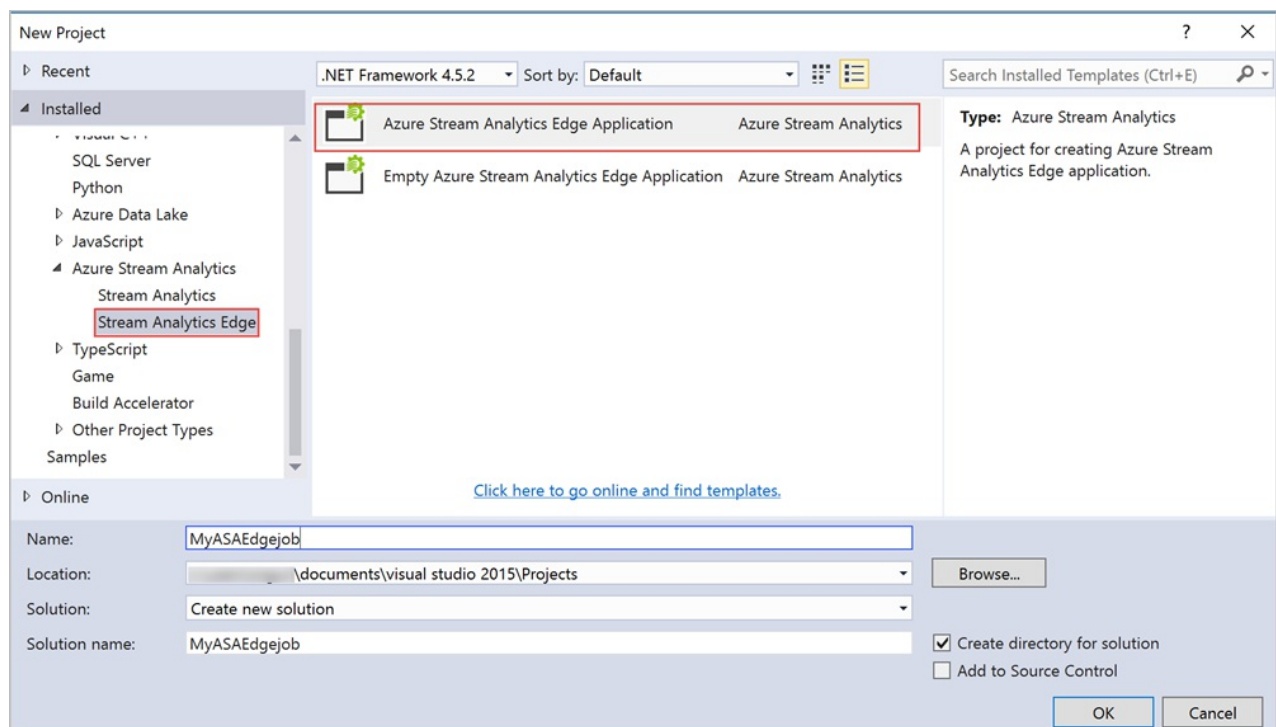 New Project
?
Recent
.NET Framework 4.5.2
Sort by: Default
Search Installed Templates (Ctrl+E)
Installed
Visual C++
SQL Server
Python
Azure Data Lake
JavaScript
Azure Stream Analytics
Stream Analytics
Stream Analytics Edge
TypeScript
Game
Build Accelerator
Other Project Types
Samples
Online
Azure Stream Analytics Edge Application Azure Stream Analytics
Empty Azure Stream Analytics Edge Application Azure Stream Analytics
Click here to go online and find templates.
Type: Azure Stream Analytics
A project for creating Azure Stream
Analytics Edge application.
Name: MyASAEdgejob
Location: \documents\visual studio 2015\Projects
Browse...
Solution: Create new solution
Solution name: MyASAEdgejob
Create directory for solution
Add to Source Control
OK
Cancel